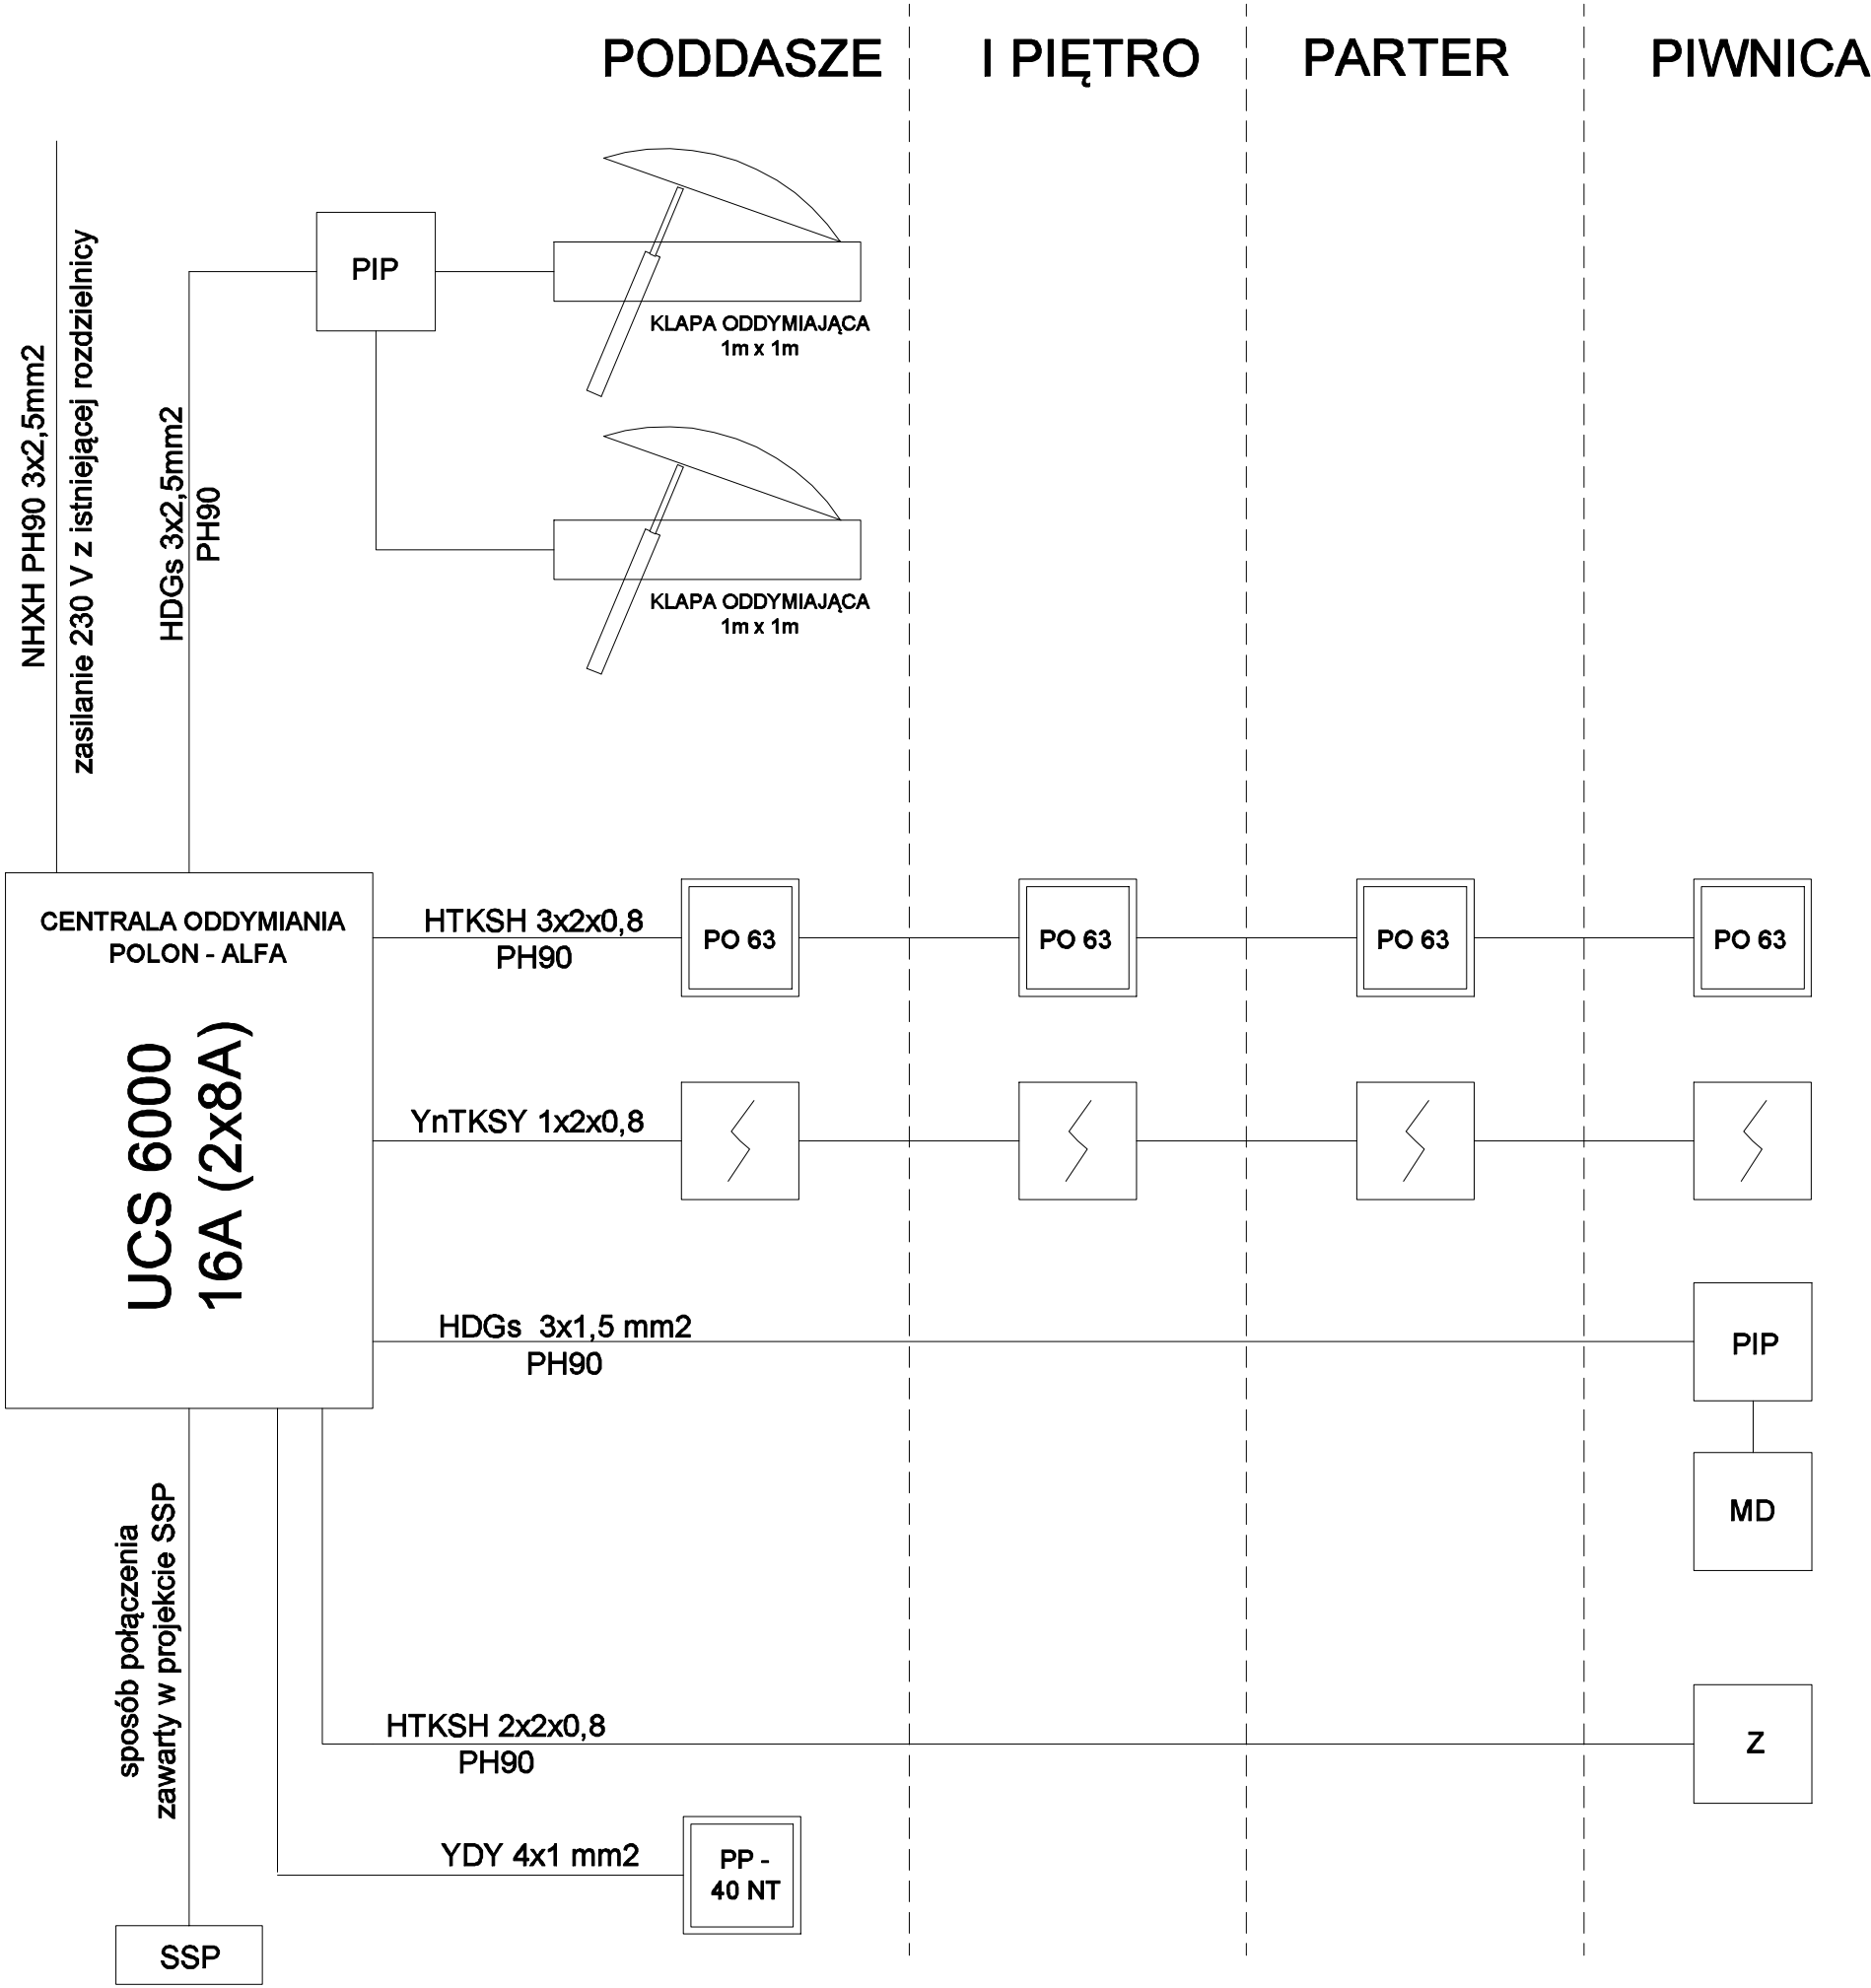 PODDASZE
I PIĘTRO
PARTER
PIWNICA
NHXH PH90 3x2,5mm2
zasilanie 230 V z istniejącej rozdzielnicy
HDGs 3x2,5mm2
PH90
PIP
KLAPA ODDYMIAJĄCA
1m x 1m
KLAPA ODDYMIAJĄCA
1m x 1m
CENTRALA ODDYMIANIA
POLON - ALFA
UCS 6000
16A (2x8A)
HTKSH 3x2x0,8
PH90
PO 63
PO 63
PO 63
PO 63
YnTKSY 1x2x0,8
HDGs  3x1,5 mm2
PH90
PIP
MD
sposób połączenia
zawarty w projekcie SSP
HTKSH 2x2x0,8
PH90
Z
YDY 4x1 mm2
PP -
40 NT
SSP